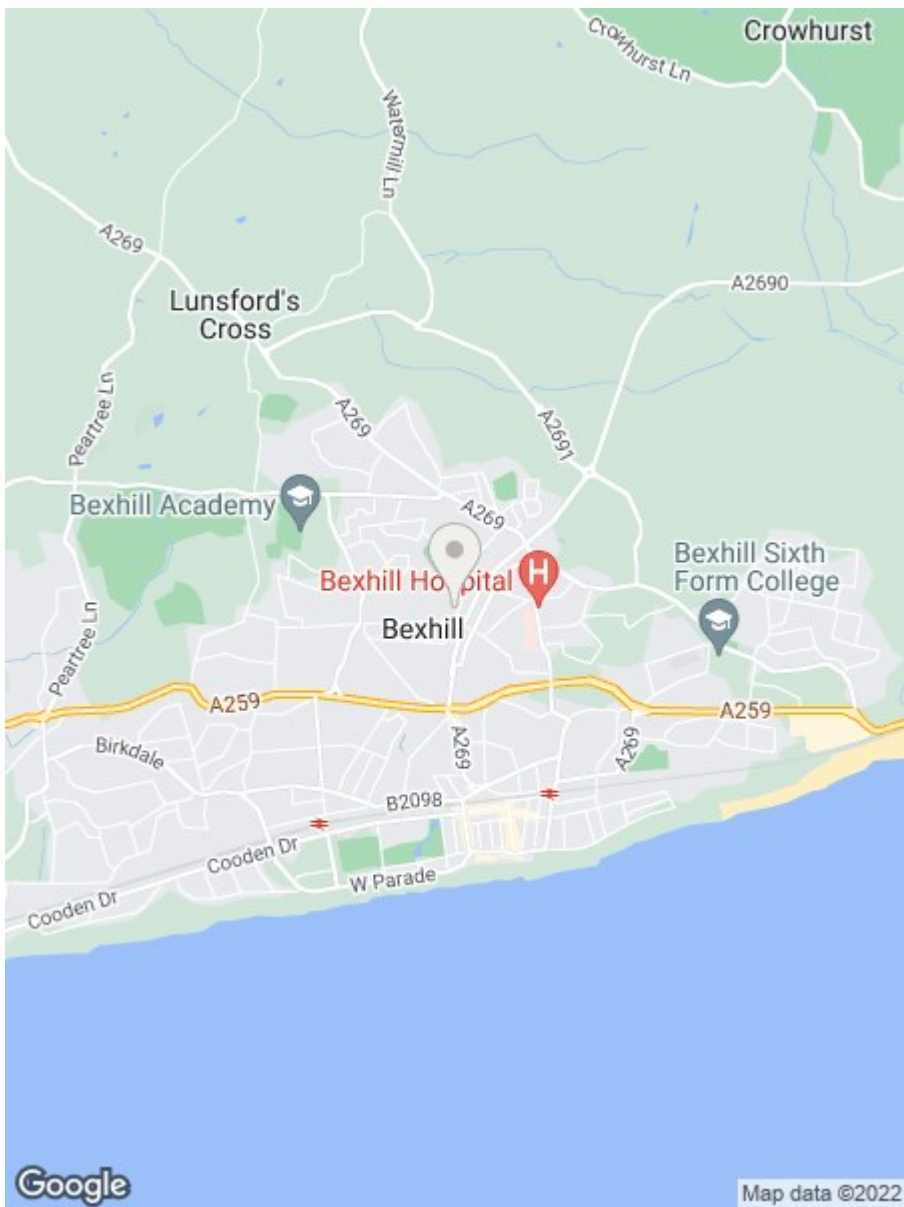 Crowhurst
Crowhurst Ln
Watermill Ln
A269
A2690
Lunsford's
Cross
Peartree Ln
A269
A2691
Bexhill Academy
A269
Bexhill Sixth
Form College
Bexhill Hospital
H
Bexhill
Peartree Ln
A259
A259
Birkdale
A269
A269
B2098
Cooden Dr
W Parade
Cooden Dr
Google
Map data ©2022